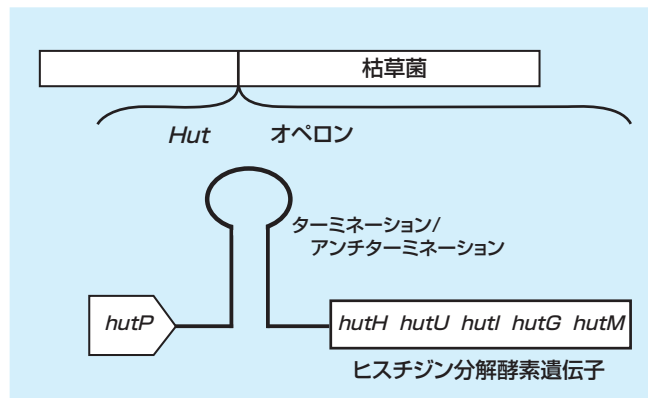 枯草菌
Hut オペロン
ターミネーション/
アンチターミネーション
hutP
hutH hutU hutI hutG hutM
ヒスチジン分解酵素遺伝子